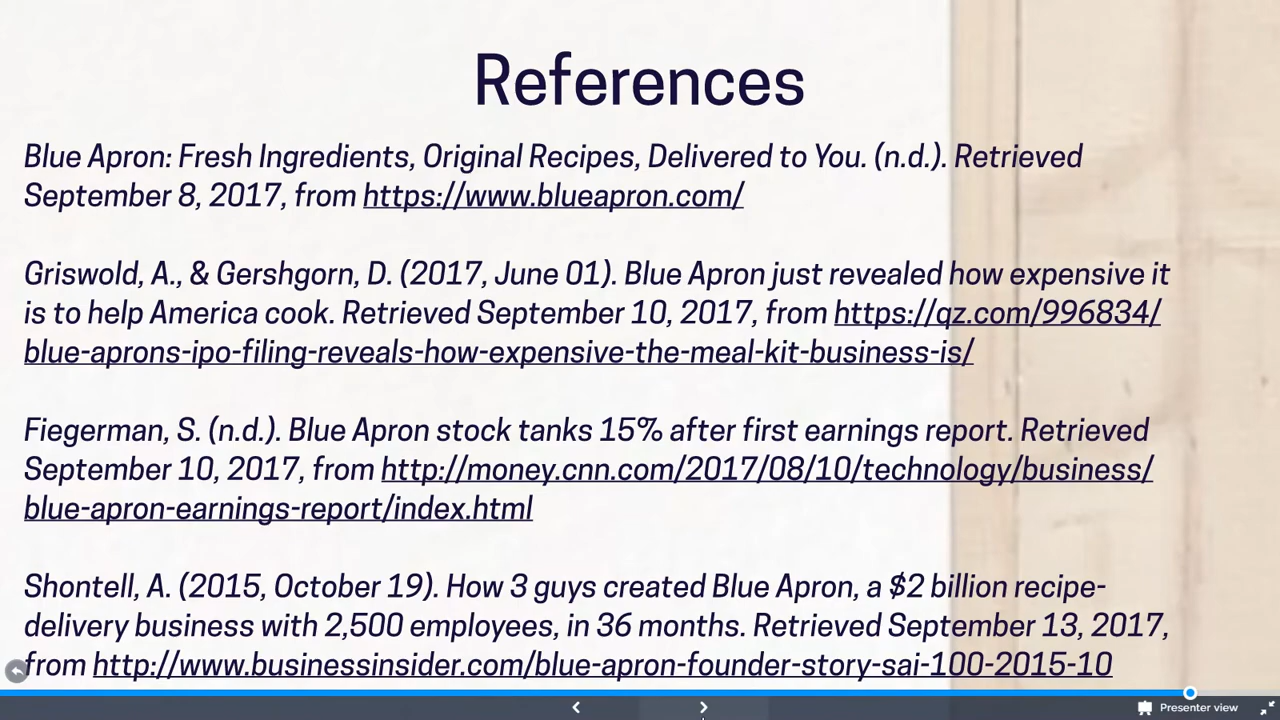 References
Blue Apron: Fresh Ingredients, Original Recipes, Delivered to You. (n.d.). Retrieved
September 8, 2017, from https://www.blueapron.com/
Griswold, A., & Gershgorn, D. (2017, June 01). Blue Apron just revealed how expensive it
is to help America cook. Retrieved September 10, 2017, from https://qz.com/996834/
blue-aprons-ipo-filing-reveals-how-expensive-the-meal-kit-business-is/
Fiegerman, S. (n.d.). Blue Apron stock tanks 15% after first earnings report. Retrieved
September 10, 2017, from http://money.cnn.com/2017/08/10/technology/business/
blue-apron-earnings-report/index.html
Shontell, A. (2015, October 19). How 3 guys created Blue Apron, a $2 billion recipe-
delivery business with 2,500 employees, in 36 months. Retrieved September 13, 2017,
from http://www.businessinsider.com/blue-apron-founder-story-sai-100-2015-10
Presenter view